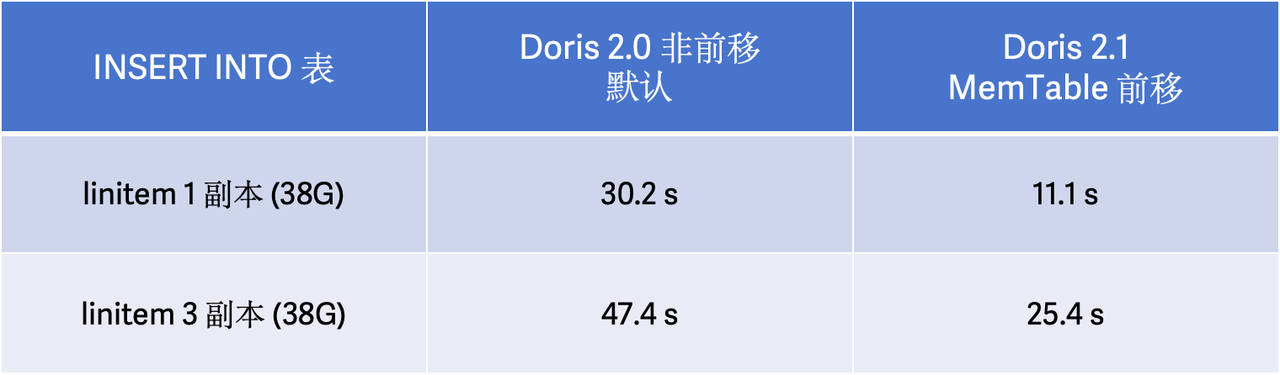 INSERT INTO 表
Doris 2.0 非前移
默认
Doris 2.1
MemTable 前移
linitem 1 副本 (38G)
30.2 s
11.1 s
linitem 3 副本 (38G)
47.4 s
25.4 s